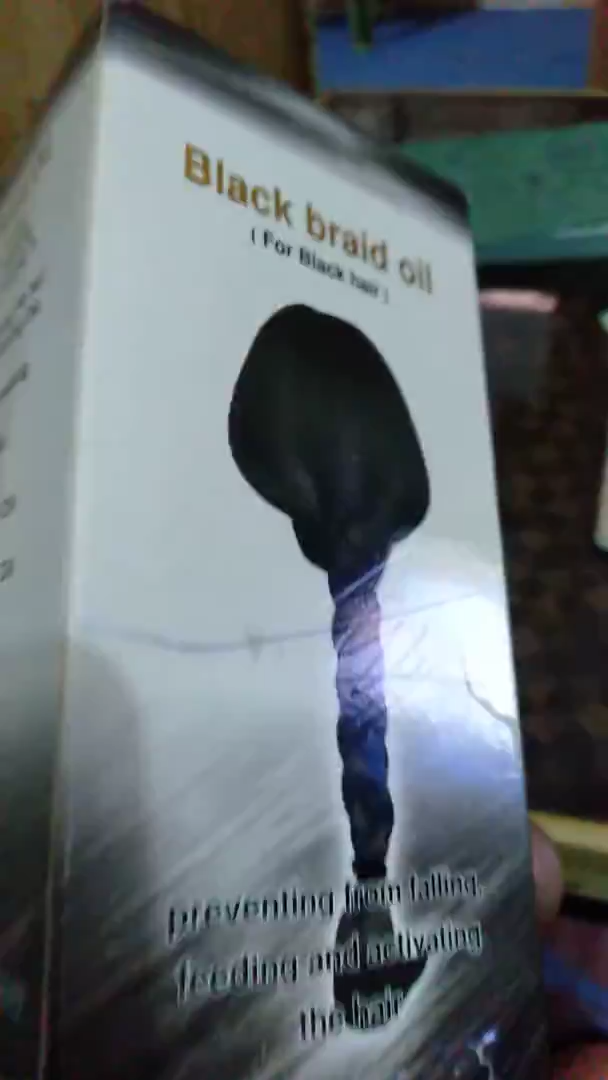 Black braid oil
( For Black hair )
preventing from falling,
feeding and activating
the hair